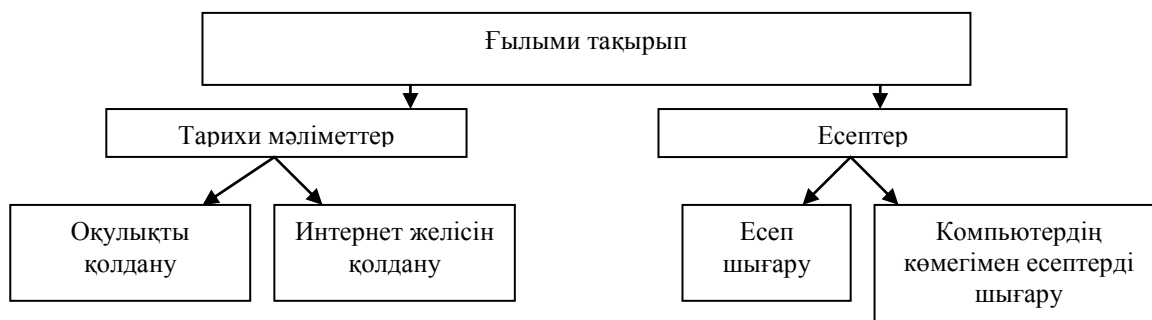 Ғылыми тақырып
Тарихи мәліметтер
Есептер
Оқулықты
қолдану
Интернет желісін
қолдану
Есеп
шығару
Компьютердің
көмегімен есептерді
шығару